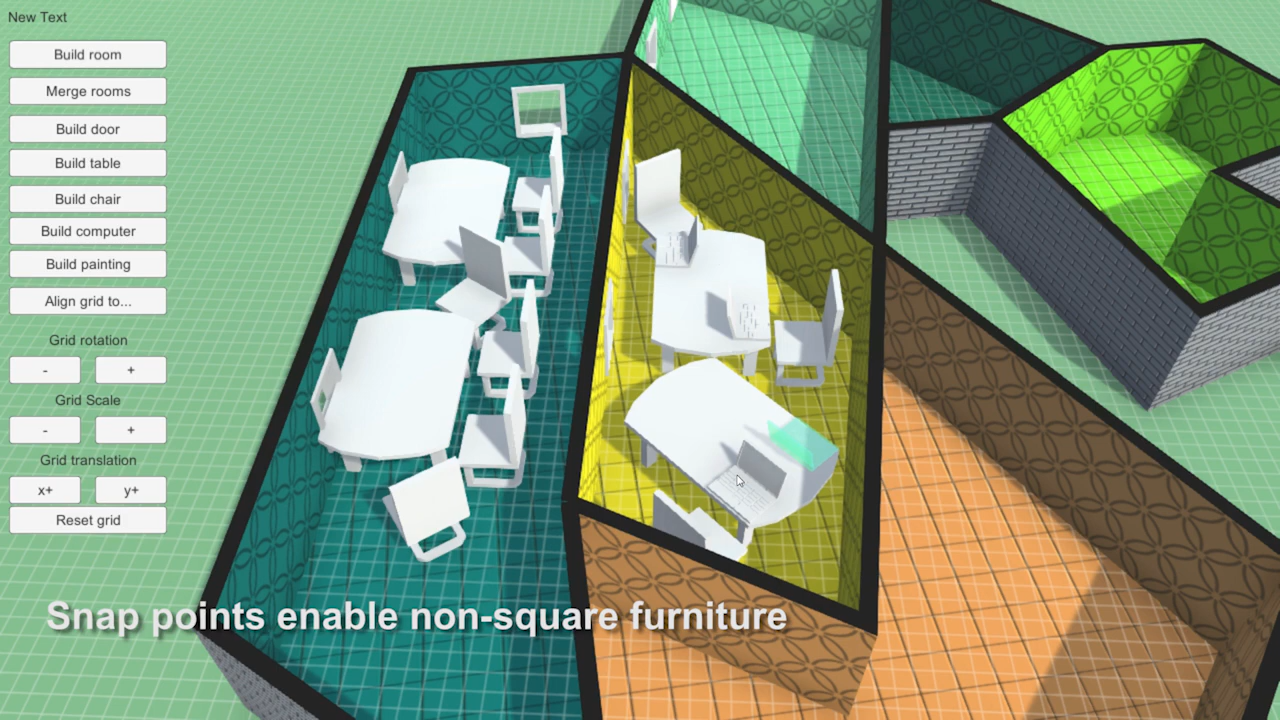 New Text
Build room
Merge rooms
Build door
Build table
Build chair
Build computer
Build painting
Align grid to...
Grid rotation
- +
Grid Scale
- +
Grid translation
x+ y+
Reset grid
Snap points enable non-square furniture